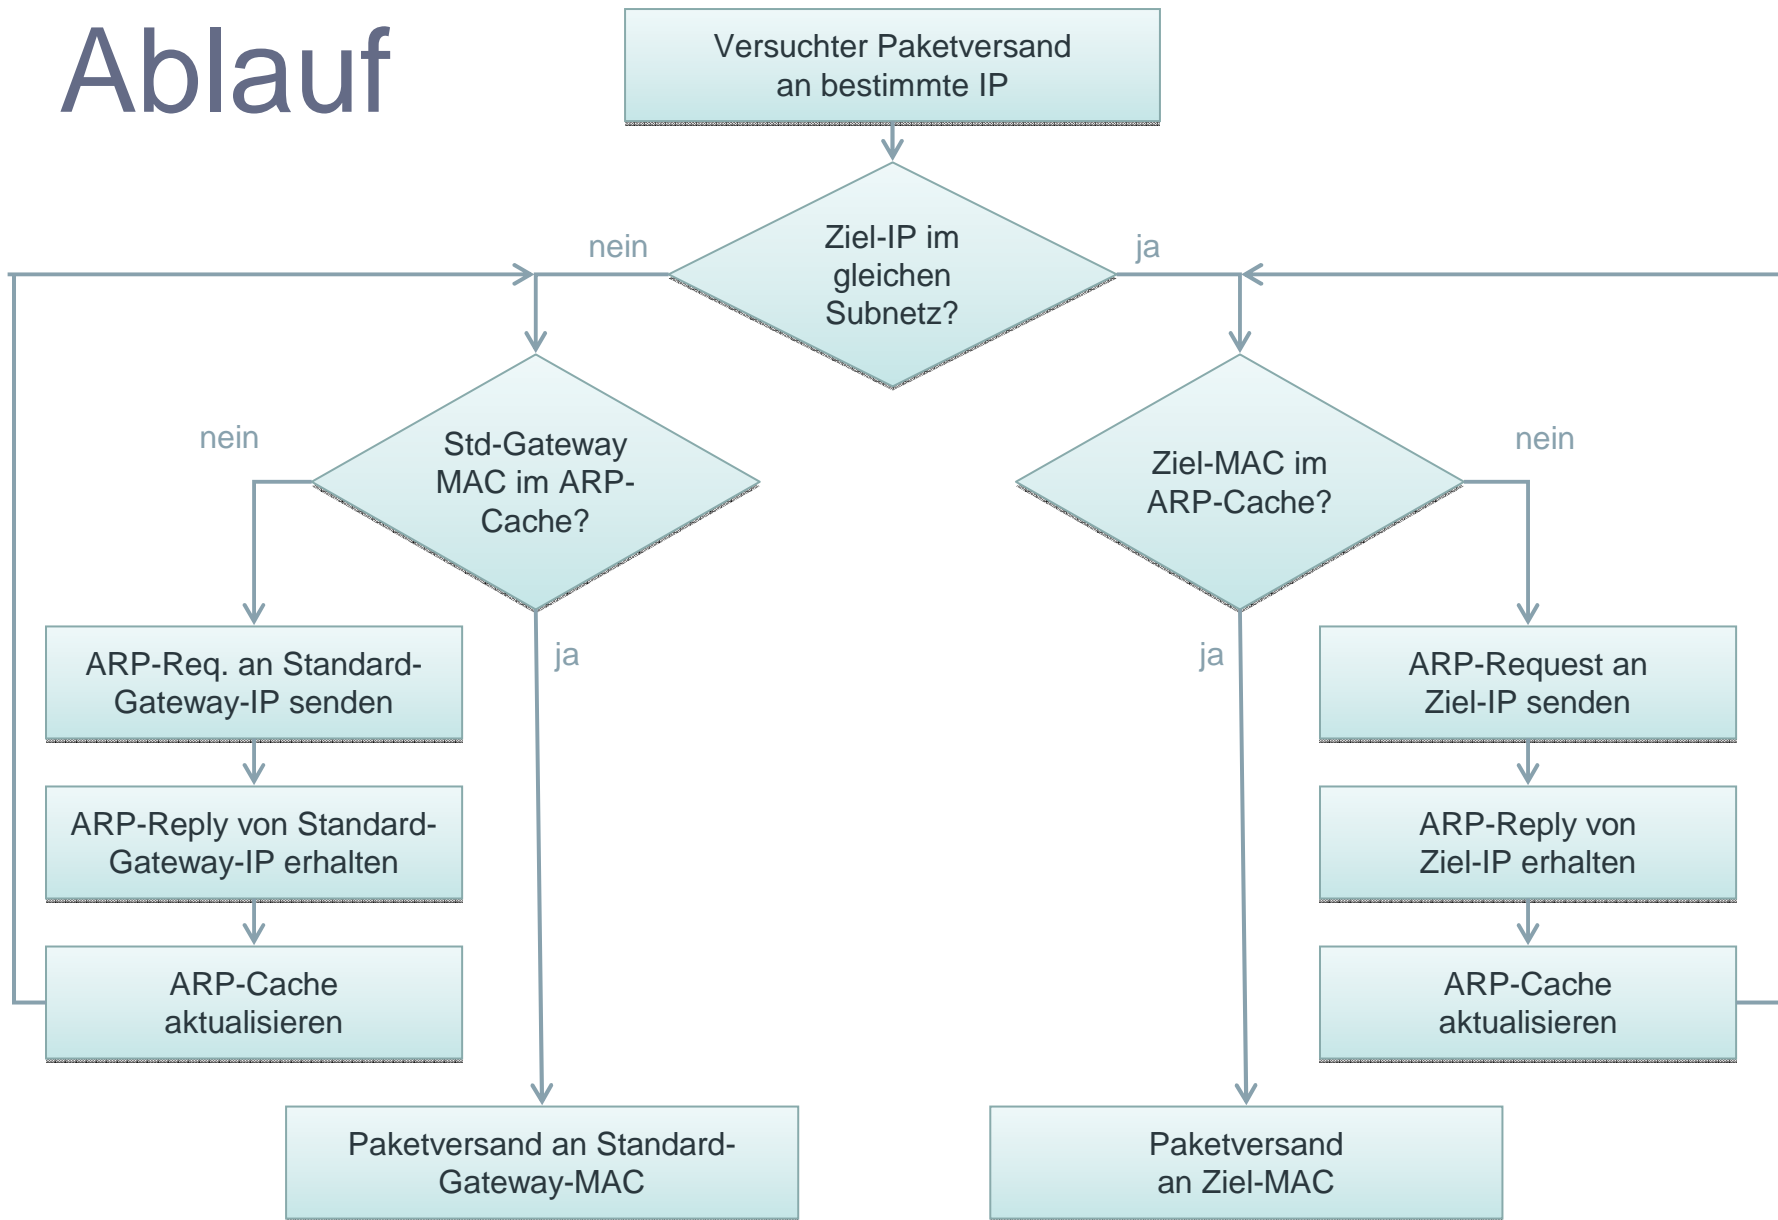 Ablauf
Versuchter Paketversand
an bestimmte IP
nein
Ziel-IP im
gleichen
Subnetz?
ja
nein
Std-Gateway
MAC im ARP-
Cache?
Ziel-MAC im
ARP-Cache?
nein
ja
ja
ARP-Req. an Standard-
Gateway-IP senden
ARP-Request an
Ziel-IP senden
ARP-Reply von Standard-
Gateway-IP erhalten
ARP-Reply von
Ziel-IP erhalten
ARP-Cache
aktualisieren
ARP-Cache
aktualisieren
Paketversand an Standard-
Gateway-MAC
Paketversand
an Ziel-MAC